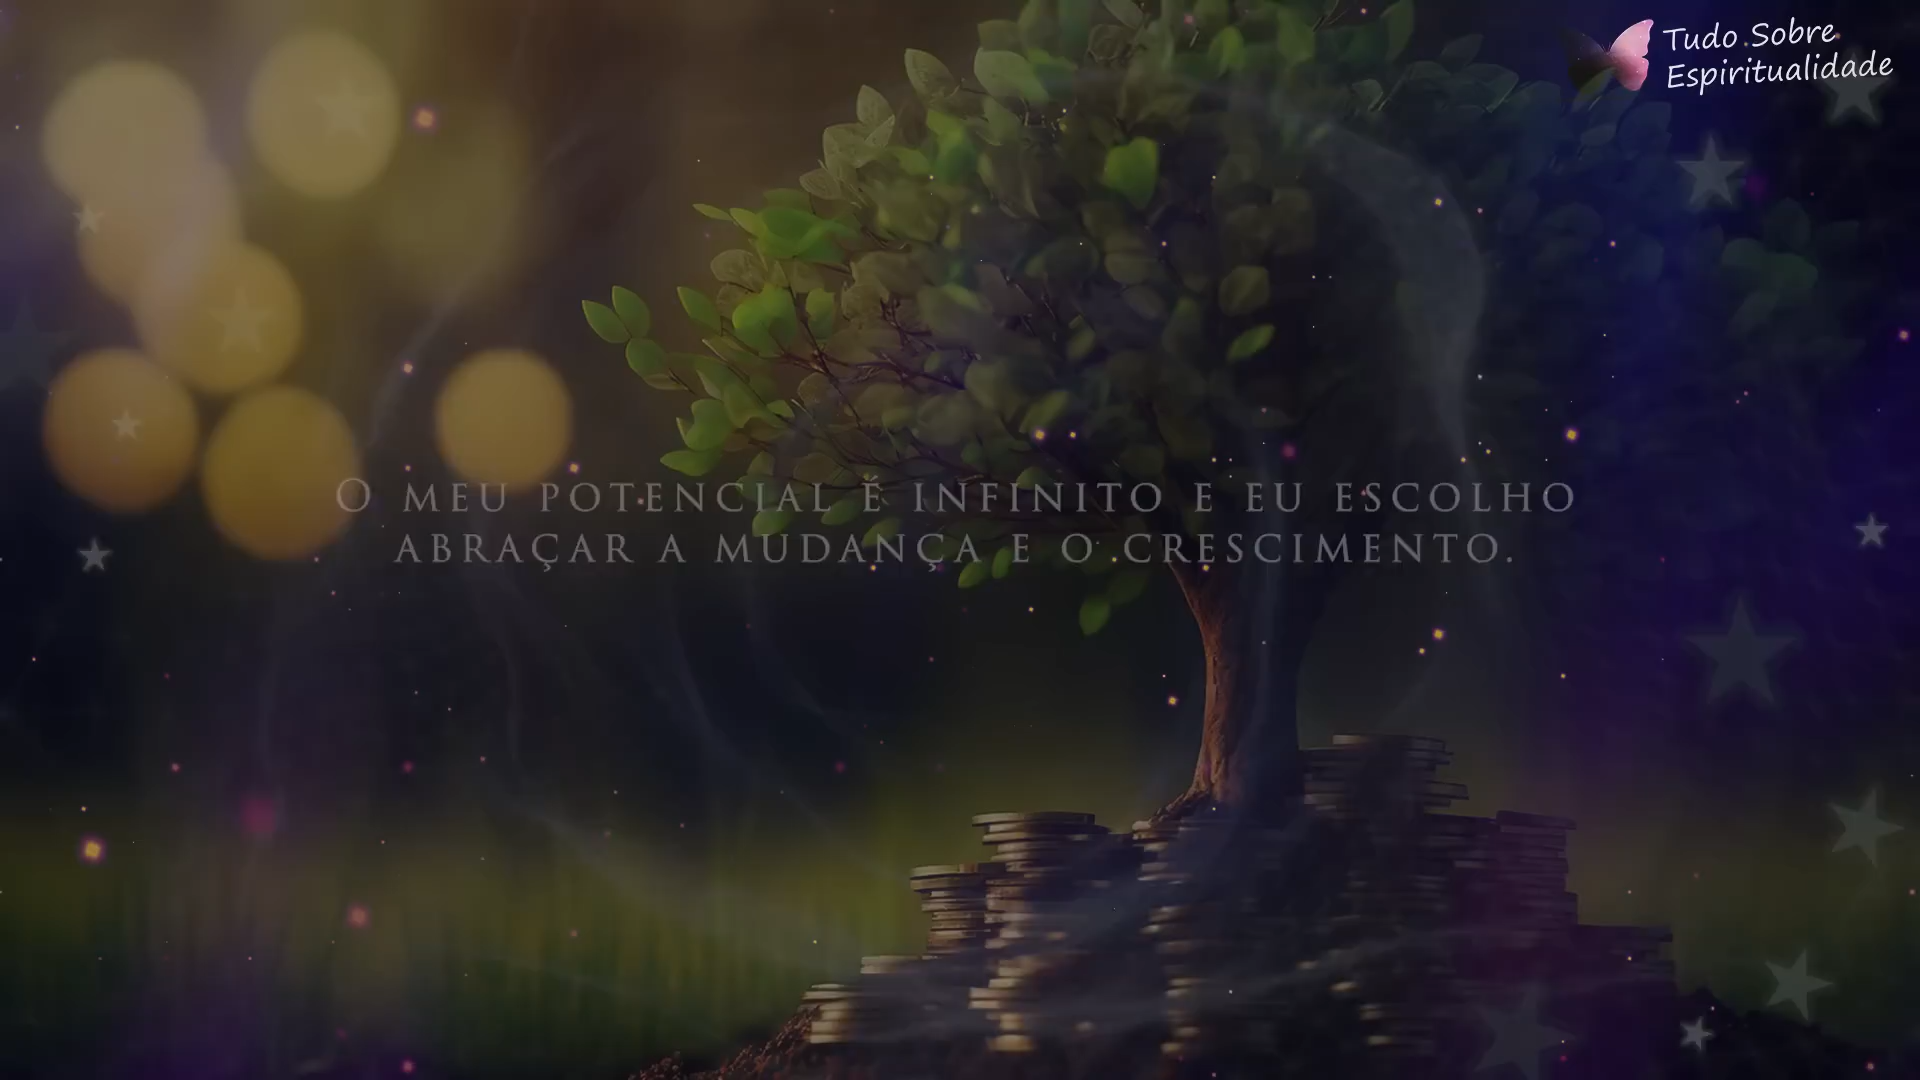 Tudo Sobre
Espiritualidade
O MEU POTENCIAL É INFINITO E EU ESCOLHO
ABRAÇAR A MUDANÇA E O CRESCIMENTO.